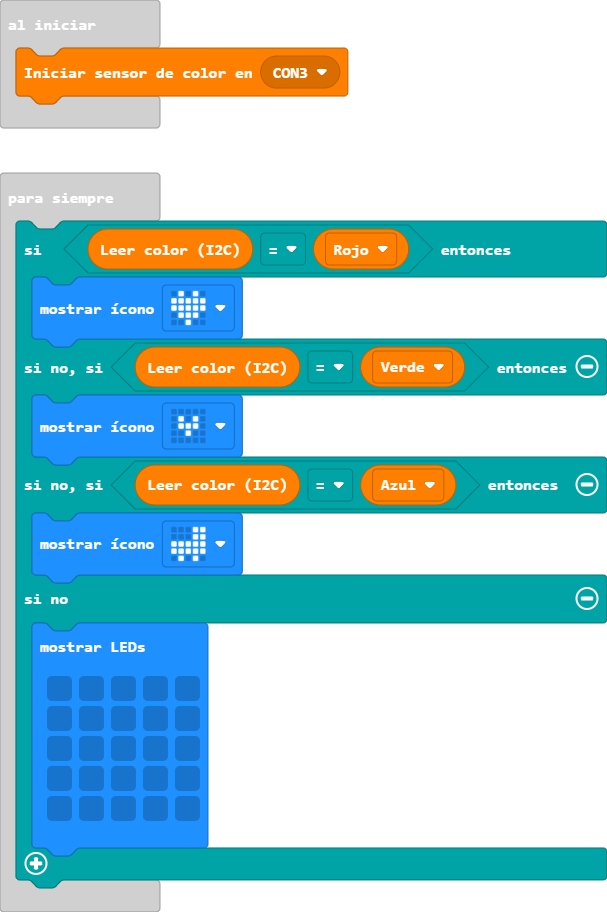 al iniciar
Iniciar sensor de color en CON3
para siempre
si Leer color (I2C) = Rojo entonces
mostrar ícono
si no, si Leer color (I2C) = Verde entonces
mostrar ícono
si no, si Leer color (I2C) = Azul entonces
mostrar ícono
si no
mostrar LEDs